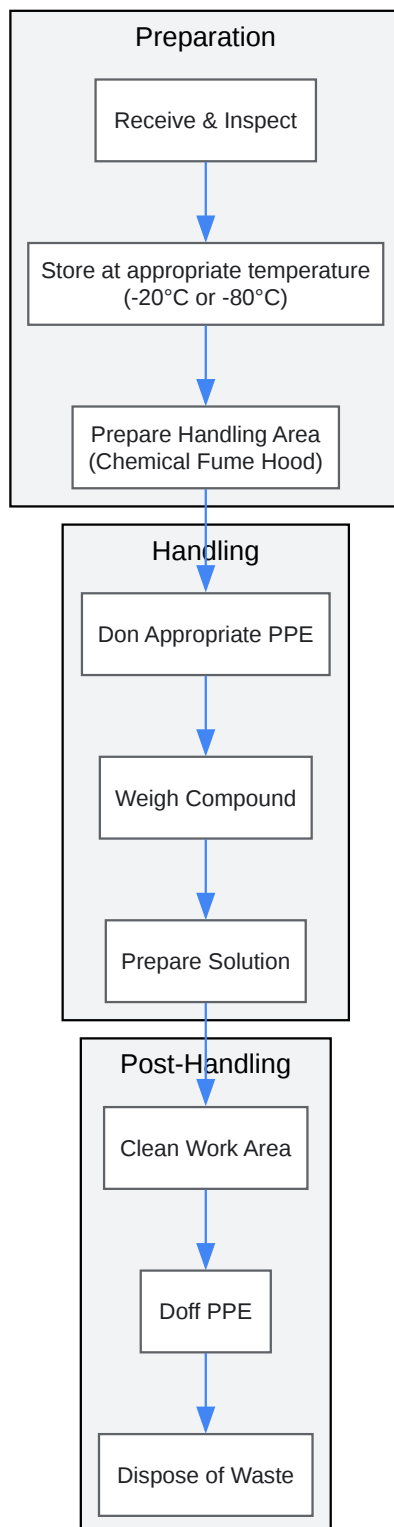 Preparation
Receive & Inspect
Store at appropriate temperature
(-20°C or -80°C)
Prepare Handling Area
(Chemical Fume Hood)
Handling
Don Appropriate PPE
Weigh Compound
Prepare Solution
Post-Handling
Clean Work Area
Doff PPE
Dispose of Waste